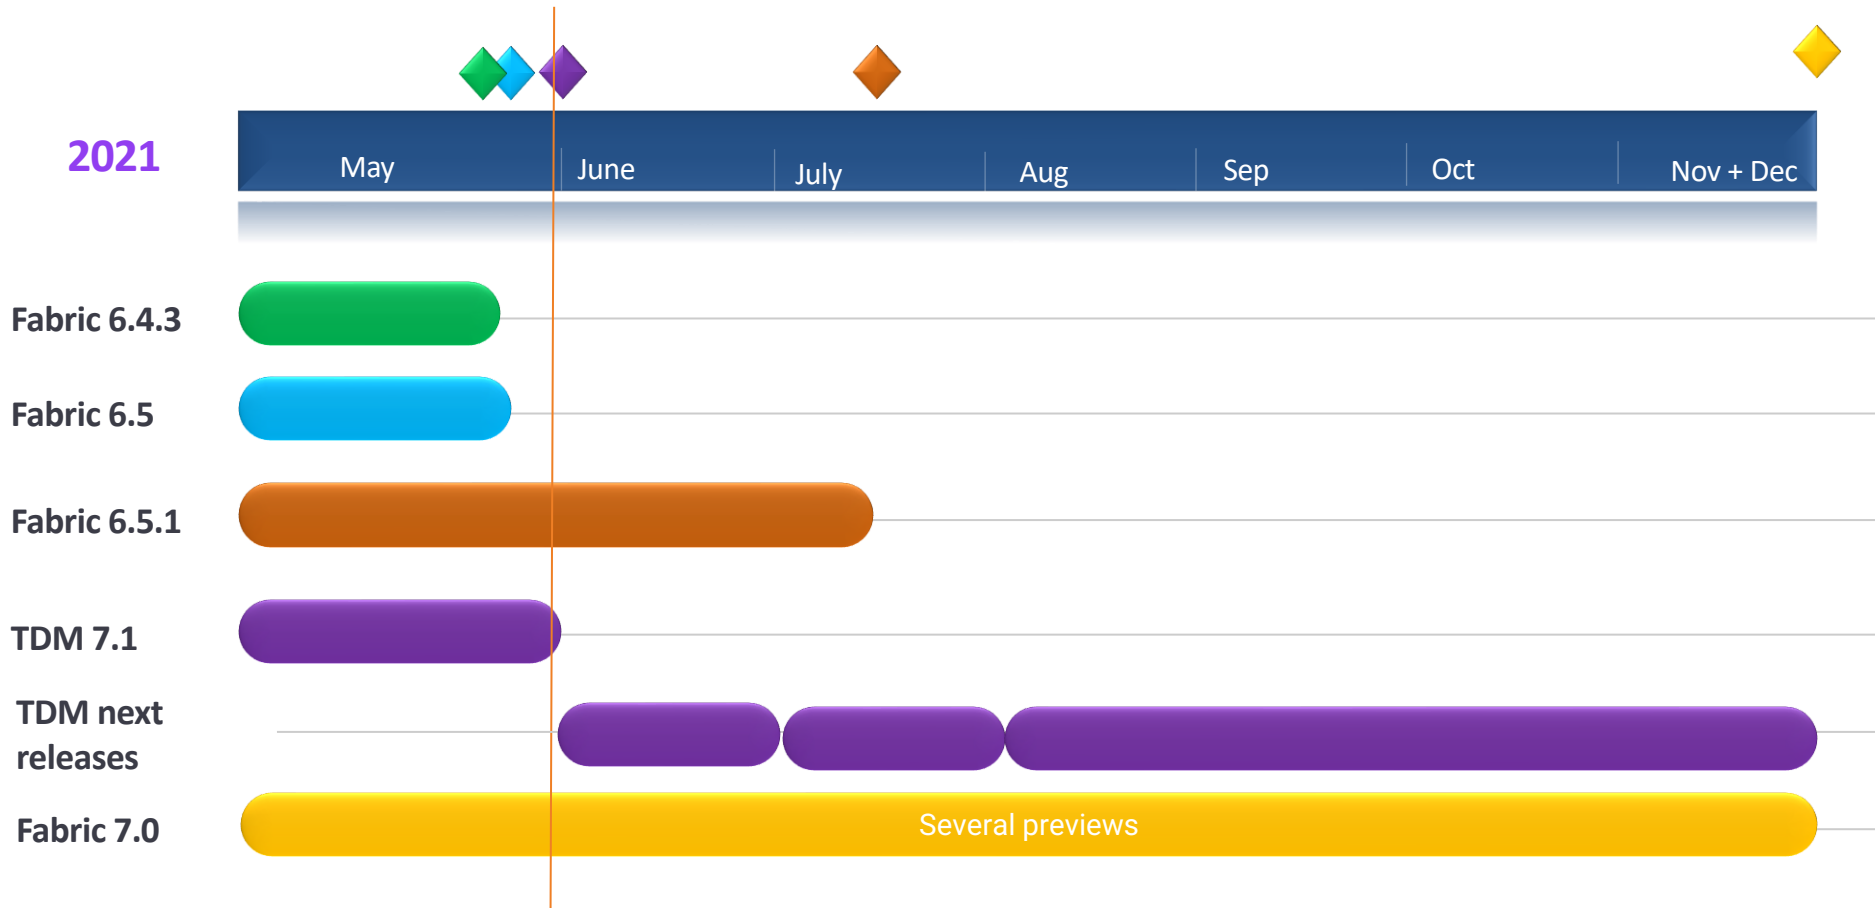 2021
May
June
July
Aug
Sep
Oct
Nov + Dec
Fabric 6.4.3
Fabric 6.5
Fabric 6.5.1
TDM 7.1
TDM next
releases
Fabric 7.0
Several previews